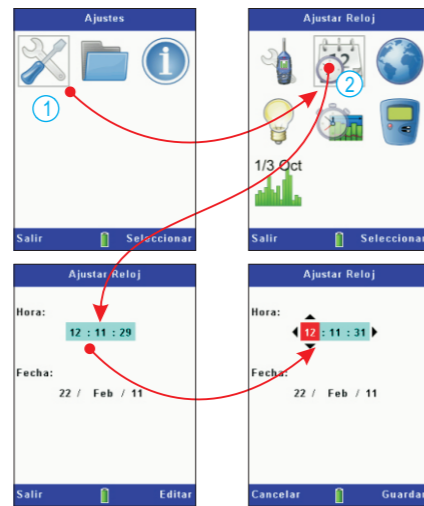 Ajustes
1
Salir Seleccionar
Ajustar Reloj
12
2
1/3 Oct
Salir Seleccionar
Ajustar Reloj
Hora:
12 : 11 : 29
Fecha:
22 / Feb / 11
Salir Editar
Ajustar Reloj
Hora:
12 : 11 : 31
Fecha:
22 / Feb / 11
Cancelar Guardar